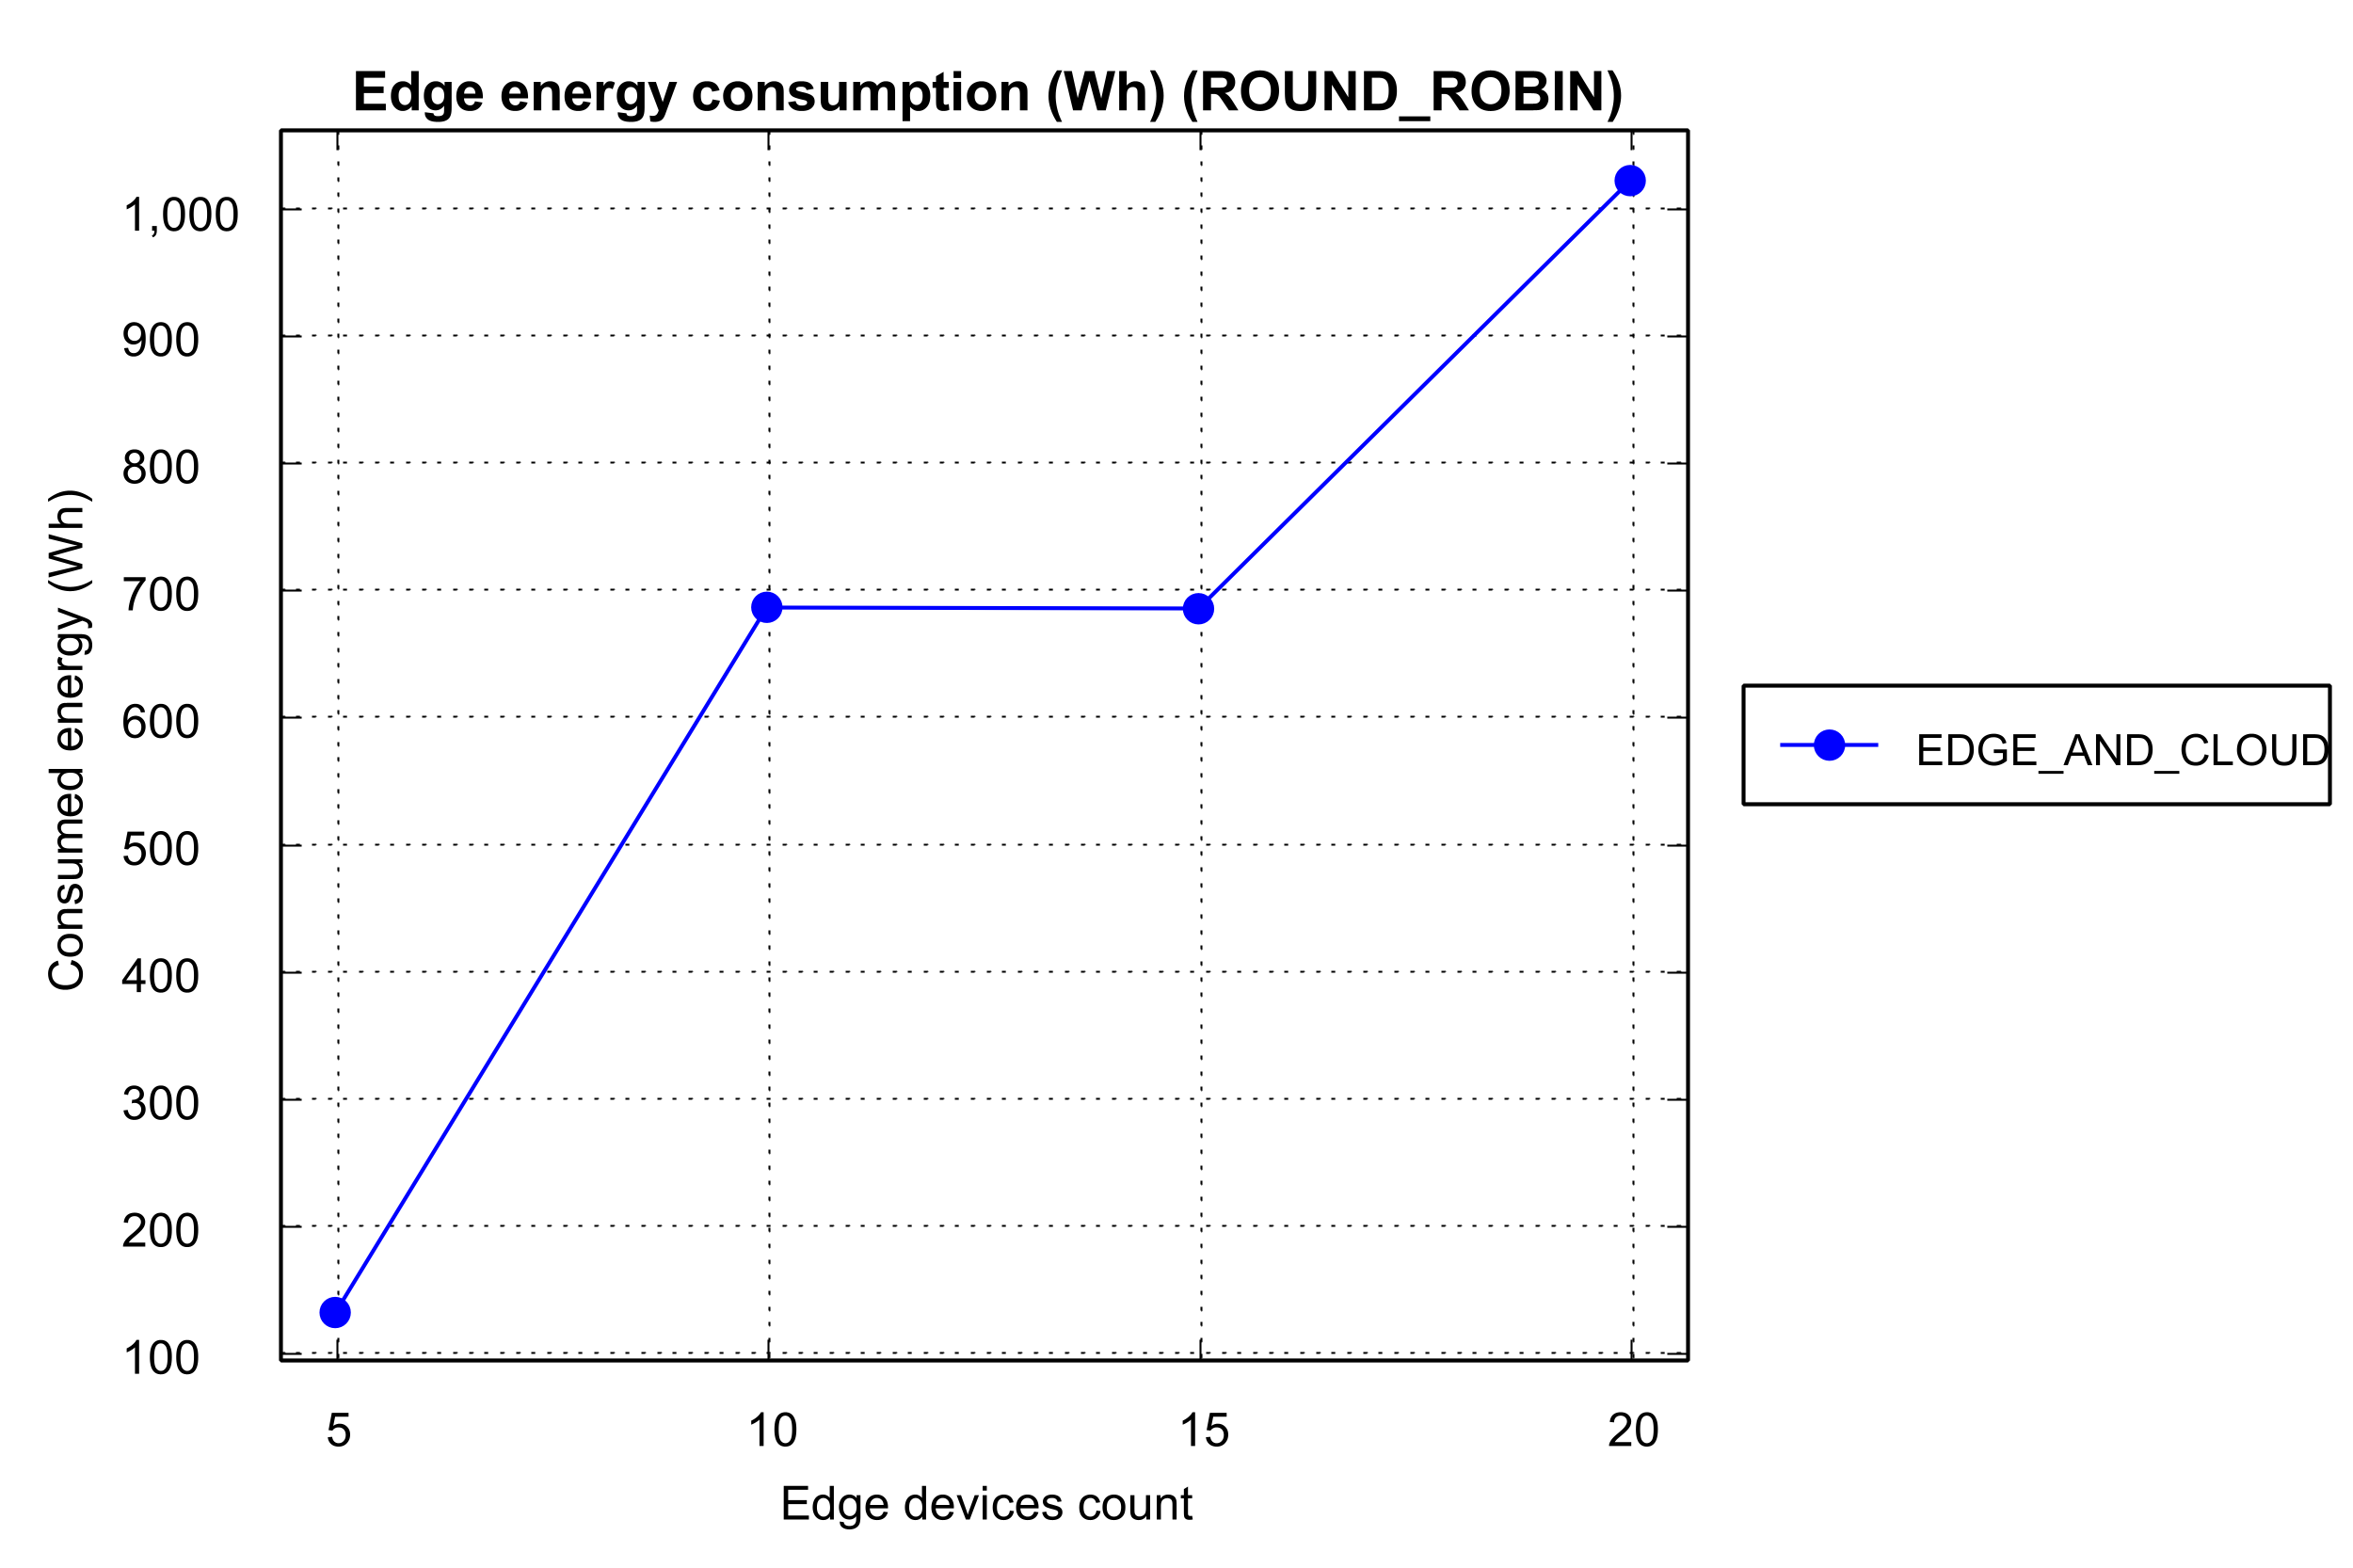 Edge energy consumption (Wh) (ROUND_ROBIN)
1,000
900
800
700
600
500
400
300
200
100
Consumed energy (Wh)
5 10 15 20
Edge devices count
EDGE_AND_CLOUD